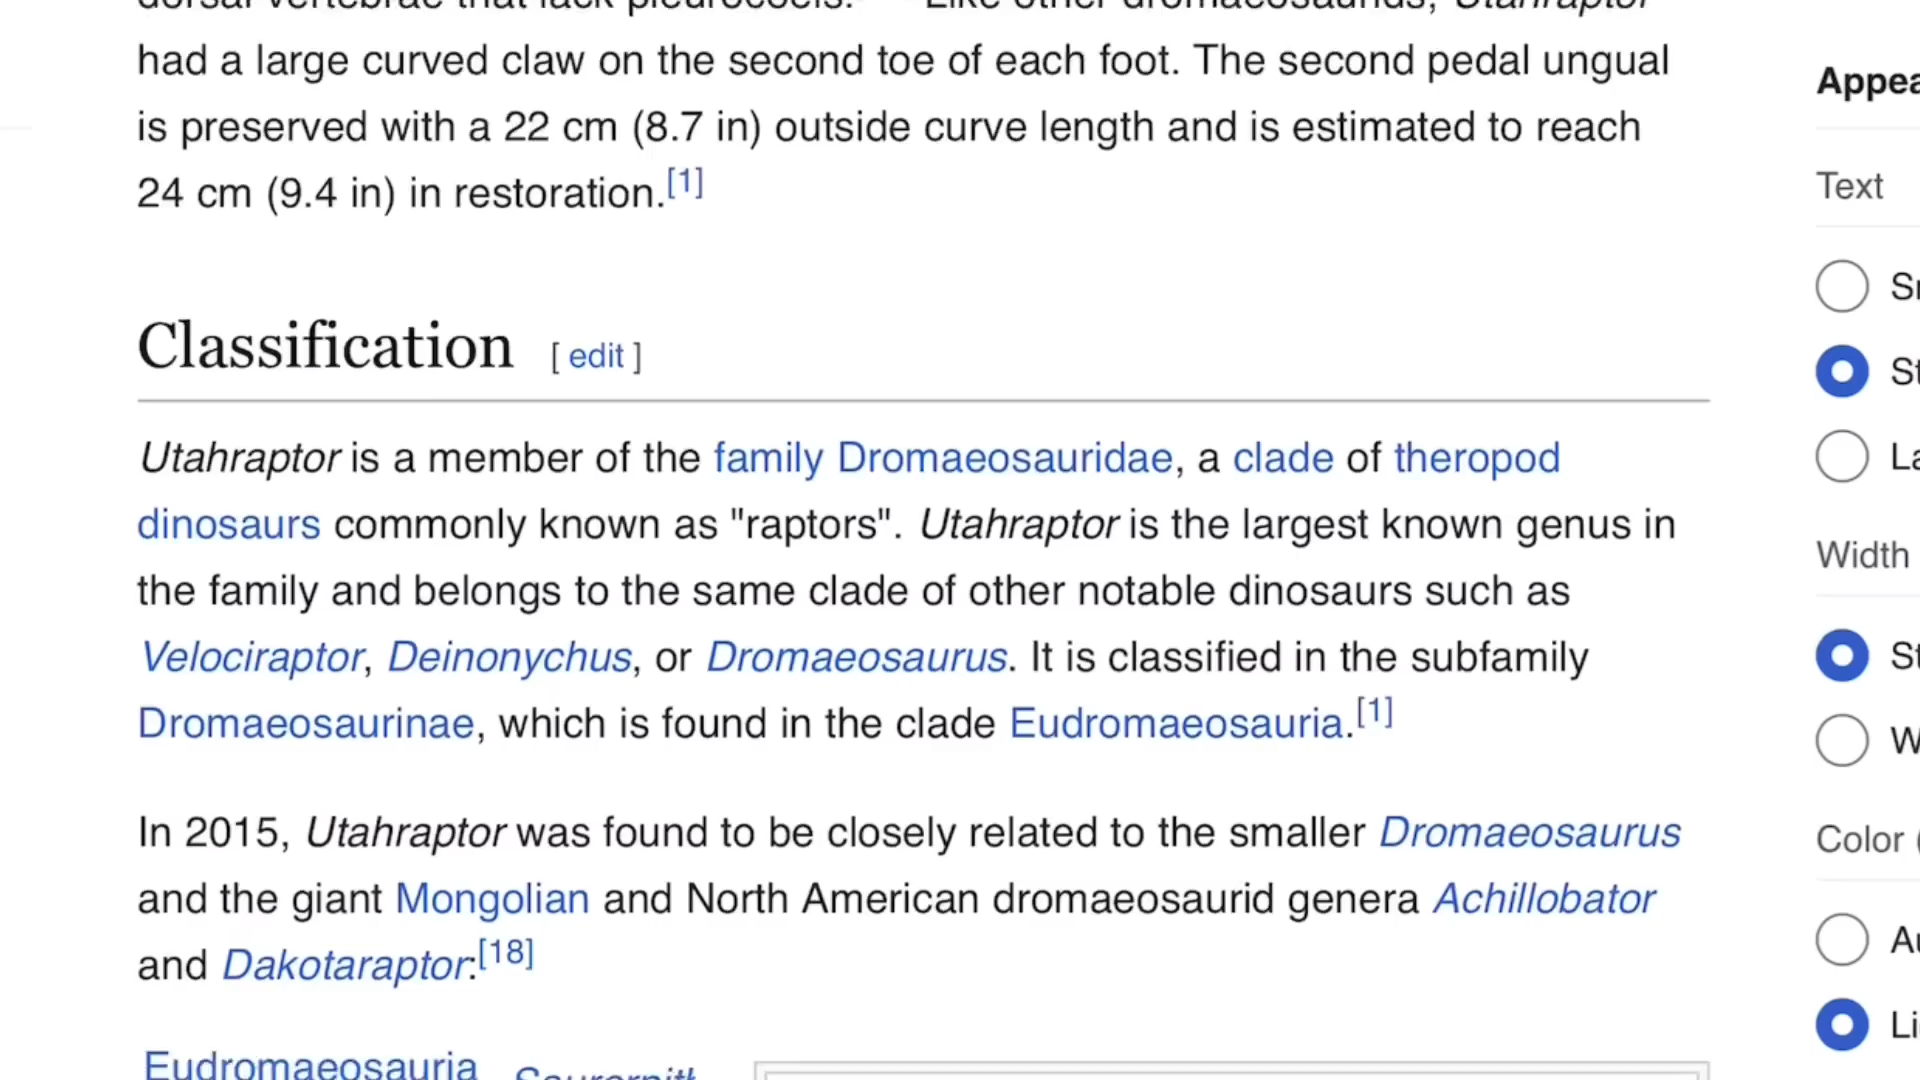 dorsal vertebrae that lack pleurocoels. Like other dromaeosaurids, Utahraptor
had a large curved claw on the second toe of each foot. The second pedal ungual
is preserved with a 22 cm (8.7 in) outside curve length and is estimated to reach
24 cm (9.4 in) in restoration.[1]
Classification [ edit ]
Utahraptor is a member of the family Dromaeosauridae, a clade of theropod
dinosaurs commonly known as "raptors". Utahraptor is the largest known genus in
the family and belongs to the same clade of other notable dinosaurs such as
Velociraptor, Deinonychus, or Dromaeosaurus. It is classified in the subfamily
Dromaeosaurinae, which is found in the clade Eudromaeosauria.[1]
In 2015, Utahraptor was found to be closely related to the smaller Dromaeosaurus
and the giant Mongolian and North American dromaeosaurid genera Achillobator
and Dakotaraptor:[18]
Eudromaeosauria
Appea
Text
St
La
Width
St
W
Color (
Au
Li